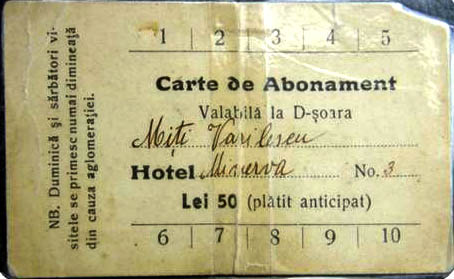 NB. Duminică și sărbători vi-
sitele se primesc numai dimineață
din cauza aglomerației.
1 | 2 | 3 | 4 | 5
Carte de Abonament
Valabilă la D-șoara
Miți Vasilescu
Hotel Minerva No. 3
Lei 50 (plătit anticipat)
6 | 7 | 8 | 9 | 10